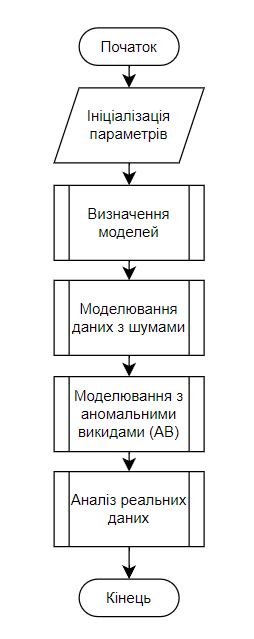 Початок
Ініціалізація
параметрів
Визначення
моделей
Моделювання
даних з шумами
Моделювання з
аномальними
викидами (АВ)
Аналіз реальних
даних
Кінець